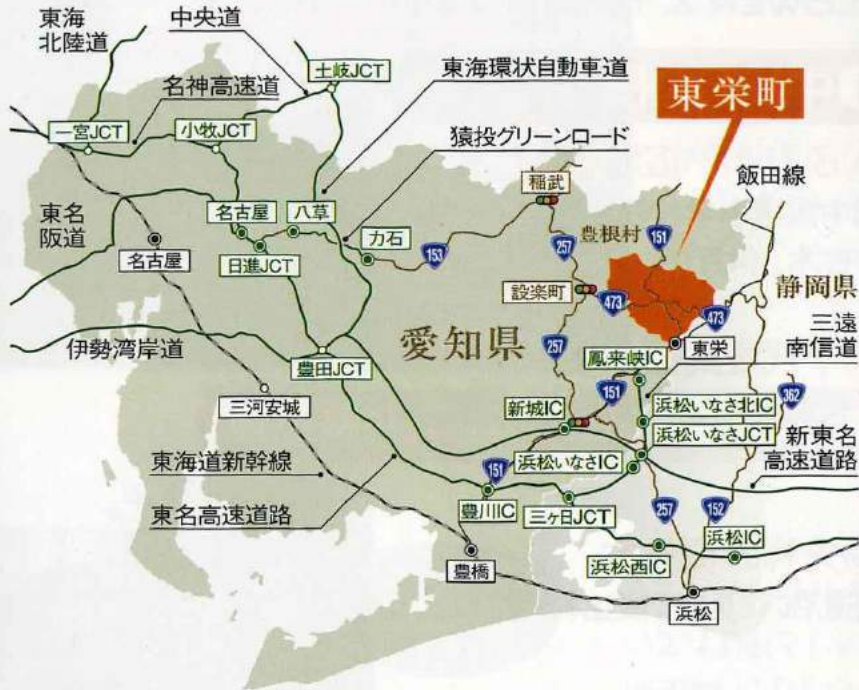 東海
北陸道
中央道
土岐JCT
東海環状自動車道
名神高速道
一宮JCT
小牧JCT
猿投グリーンロード
東栄町
飯田線
稲武
東名
阪道
名古屋
八草
力石
名古屋
日進JCT
153
257
豊根村
151
設楽町
473
473
静岡県
愛知県
三遠
南信道
東栄
鳳来峡IC
伊勢湾岸道
豊田JCT
257
151
362
三河安城
新城IC
浜松いなさ北IC
浜松いなさJCT
新東名
高速道路
東海道新幹線
151
浜松いなさIC
東名高速道路
豊川IC
三ヶ日JCT
257
152
浜松IC
浜松西IC
豊橋
浜松